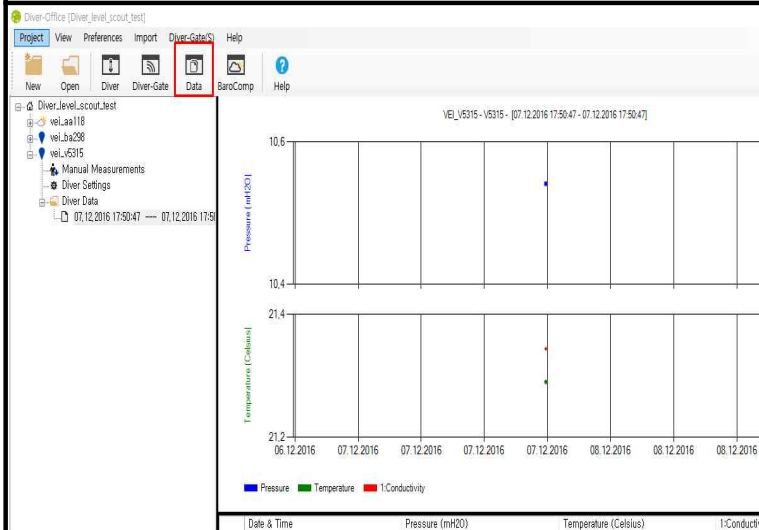 Diver-Office [Diver_level_scout_test]
Project View Preferences Import Diver-Gate(S) Help
New Open Diver Diver-Gate Data BaroComp Help
Diver_level_scout_test
vei_aa118
vei_ba298
vei_v5315
Manual Measurements
Diver Settings
Diver Data
07,12,2016 17:50:47 ---- 07,12,2016 17:5
VEI_V5315 - V5315 - [07.12.2016 17:50:47 - 07.12.2016 17:50:47]
10,6
Pressure (mH2O)
10,4
21,4
Temperature (Celsius)
21,2
06.12.2016 07.12.2016 07.12.2016 07.12.2016 07.12.2016 08.12.2016 08.12.2016 08.12.2016
Pressure Temperature 1:Conductivity
Date & Time Pressure (mH2O) Temperature (Celsius) 1:Conducti